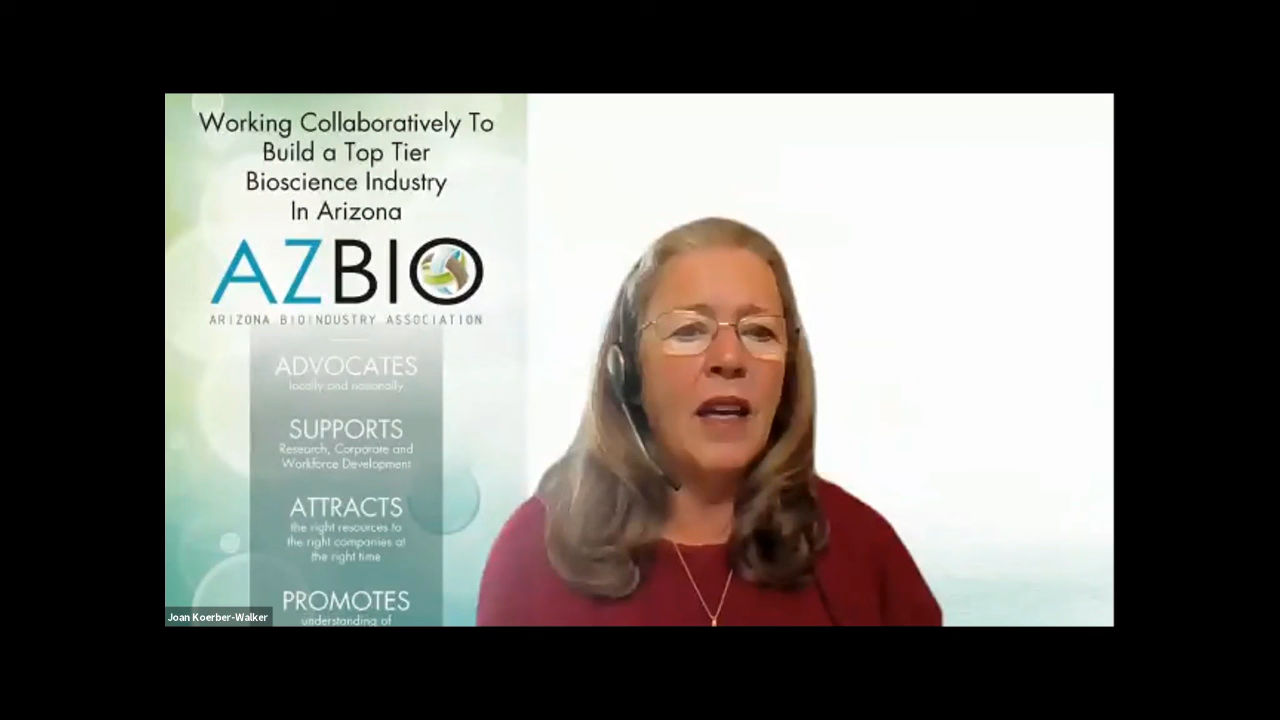 Working Collaboratively To
Build a Top Tier
Bioscience Industry
In Arizona
AZBIO
ARIZONA BIOINDUSTRY ASSOCIATION
ADVOCATES
locally and nationally.
SUPPORTS
Research, Corporate and
Workforce Development
ATTRACTS
the right resources to
the right companies at
the right time
PROMOTES
understanding of
Joan Koerber-Walker